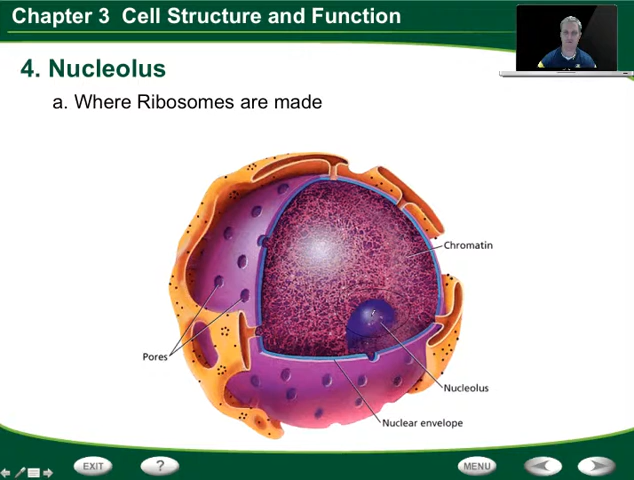 Chapter 3 Cell Structure and Function
4. Nucleolus
a. Where Ribosomes are made
Chromatin
Pores
Nucleolus
Nuclear envelope
EXIT
?
MENU